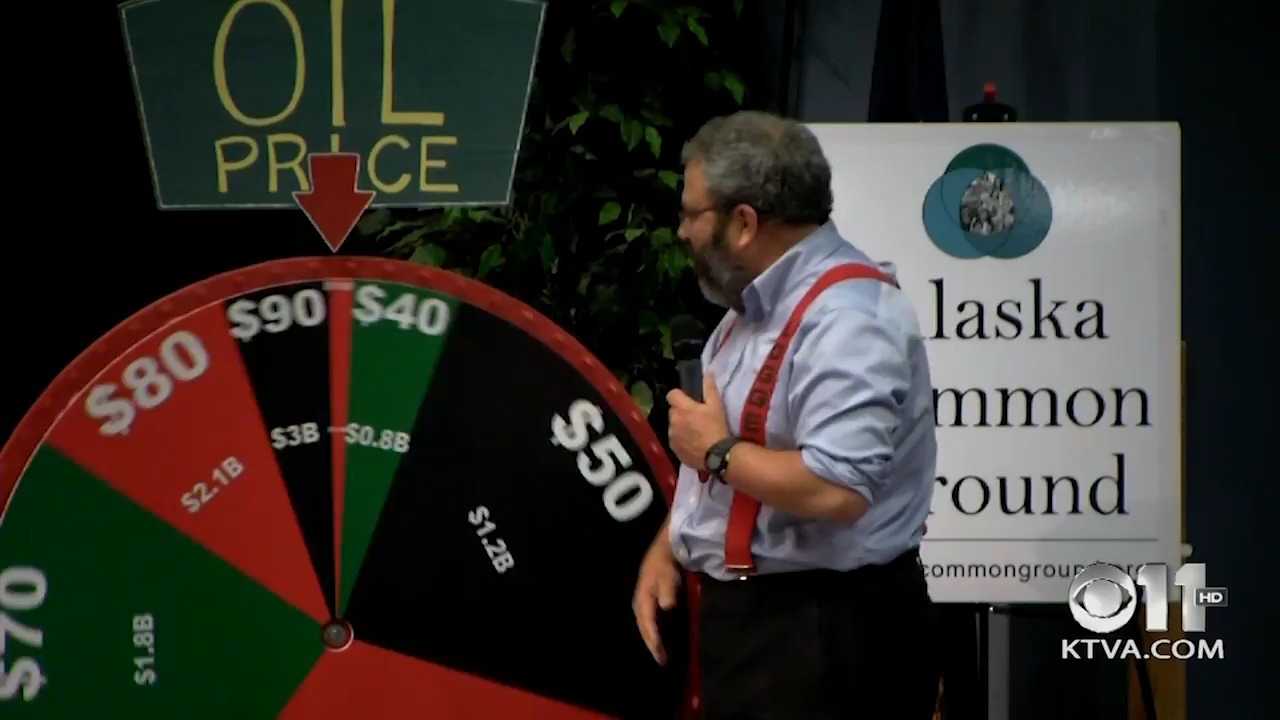 OIL
PRICE
$90
$40
$80
$50
$70
$3B
$0.8B
$2.1B
$1.2B
$1.8B
laska
mmon
round
commonground
11
HD
KTVA.COM